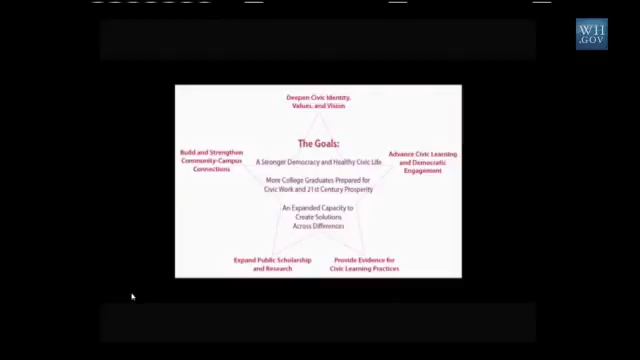 WH
.GOV
Deepen Civic Identity,
Values, and Vision
The Goals:
Build and Strengthen
Community-Campus
Connections
A Stronger Democracy and Healthy Civic Life
Advance Civic Learning
and Democratic
Engagement
More College Graduates Prepared for
Civic Work and 21st Century Prosperity
An Expanded Capacity to
Create Solutions
Across Differences
Expand Public Scholarship
and Research
Provide Evidence for
Civic Learning Practices